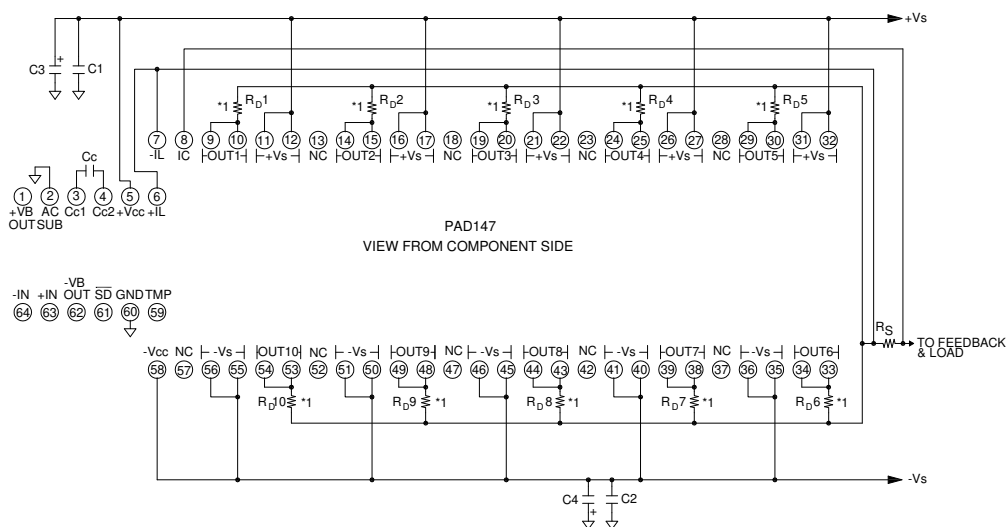 +Vs
C3 + C1
*1 RD1 *1 RD2 *1 RD3 *1 RD4 *1 RD5
7 8 9 10 11 12 13 14 15 16 17 18 19 20 21 22 23 24 25 26 27 28 29 30 31 32
-IL IC OUT1 +Vs NC OUT2 +Vs NC OUT3 +Vs NC OUT4 +Vs NC OUT5 +Vs
Cc
1 2 3 4 5 6
+VB AC Cc1 Cc2 +Vcc +IL
OUT SUB
PAD147
VIEW FROM COMPONENT SIDE
-VB
-IN +IN OUT SD GND TMP
64 63 62 61 60 59
RS
TO FEEDBACK
& LOAD
-Vcc NC -Vs OUT10 NC -Vs OUT9 NC -Vs OUT8 NC -Vs OUT7 NC -Vs OUT6
58 57 56 55 54 53 52 51 50 49 48 47 46 45 44 43 42 41 40 39 38 37 36 35 34 33
RD10 *1 RD9 *1 RD8 *1 RD7 *1 RD6 *1
-Vs
C4 + C2